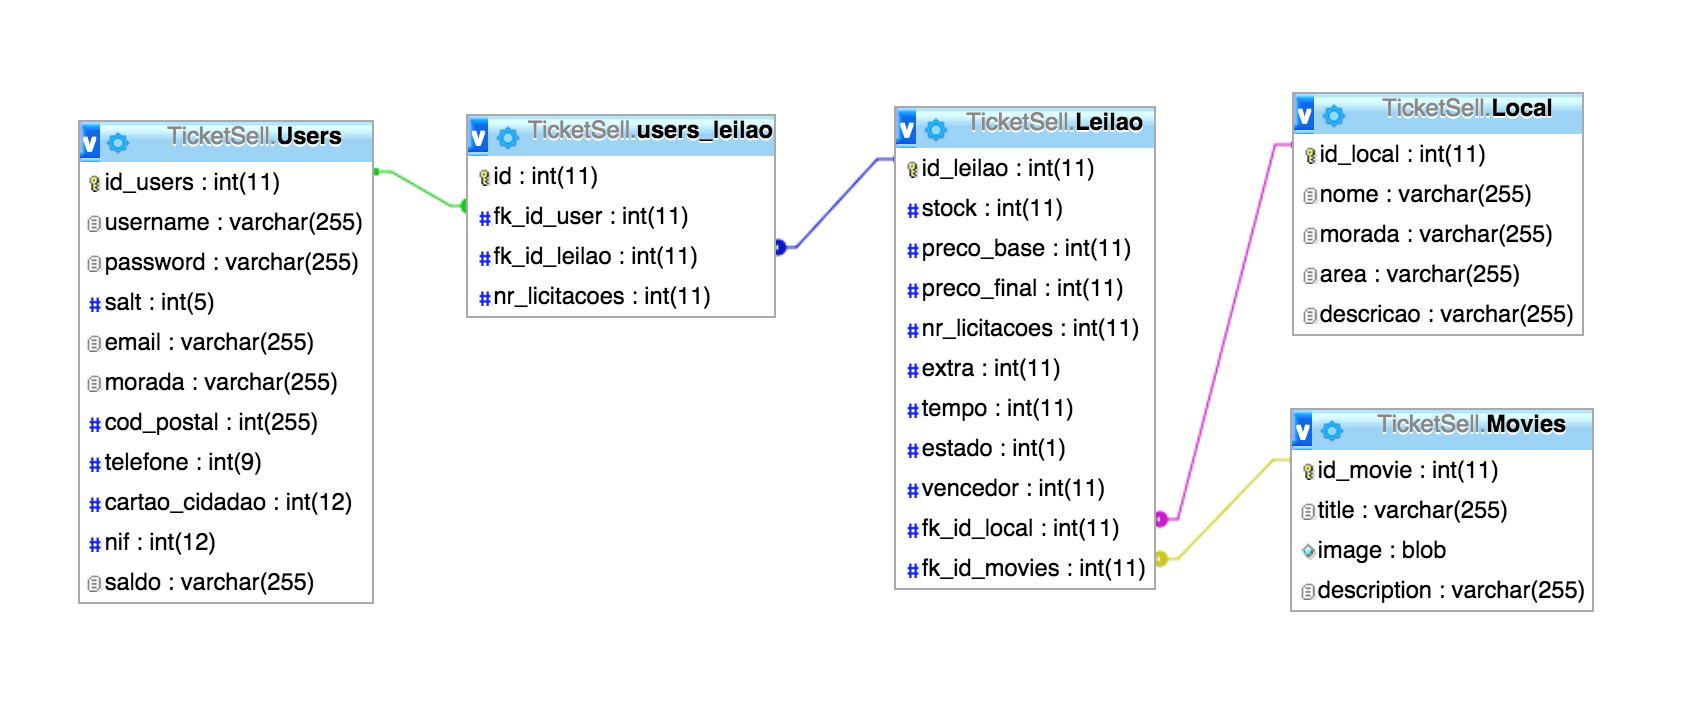 TicketSell.Users
id_users : int(11)
username : varchar(255)
password : varchar(255)
salt : int(5)
email : varchar(255)
morada : varchar(255)
cod_postal : int(255)
telefone : int(9)
cartao_cidadao : int(12)
nif : int(12)
saldo : varchar(255)
TicketSell.users_leilao
id : int(11)
fk_id_user : int(11)
fk_id_leilao : int(11)
nr_licitacoes : int(11)
TicketSell.Leilao
id_leilao : int(11)
stock : int(11)
preco_base : int(11)
preco_final : int(11)
nr_licitacoes : int(11)
extra : int(11)
tempo : int(11)
estado : int(1)
vencedor : int(11)
fk_id_local : int(11)
fk_id_movies : int(11)
TicketSell.Local
id_local : int(11)
nome : varchar(255)
morada : varchar(255)
area : varchar(255)
descricao : varchar(255)
TicketSell.Movies
id_movie : int(11)
title : varchar(255)
image : blob
description : varchar(255)